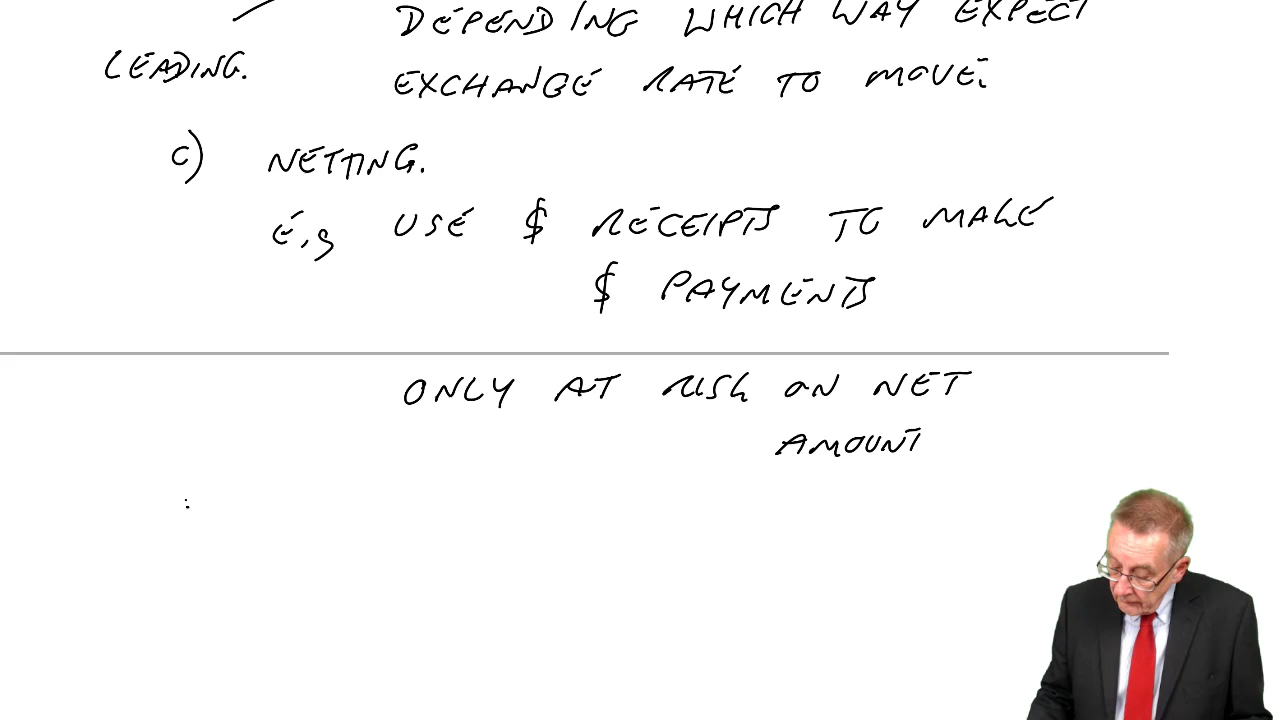 DEPENDING WHICH WAY EXPECT
LEADING.
EXCHANGE RATE TO MOVE.
c) NETTING.
E.g USE $ RECEIPTS TO MAKE
$ PAYMENTS
ONLY AT RISK ON NET
AMOUNT